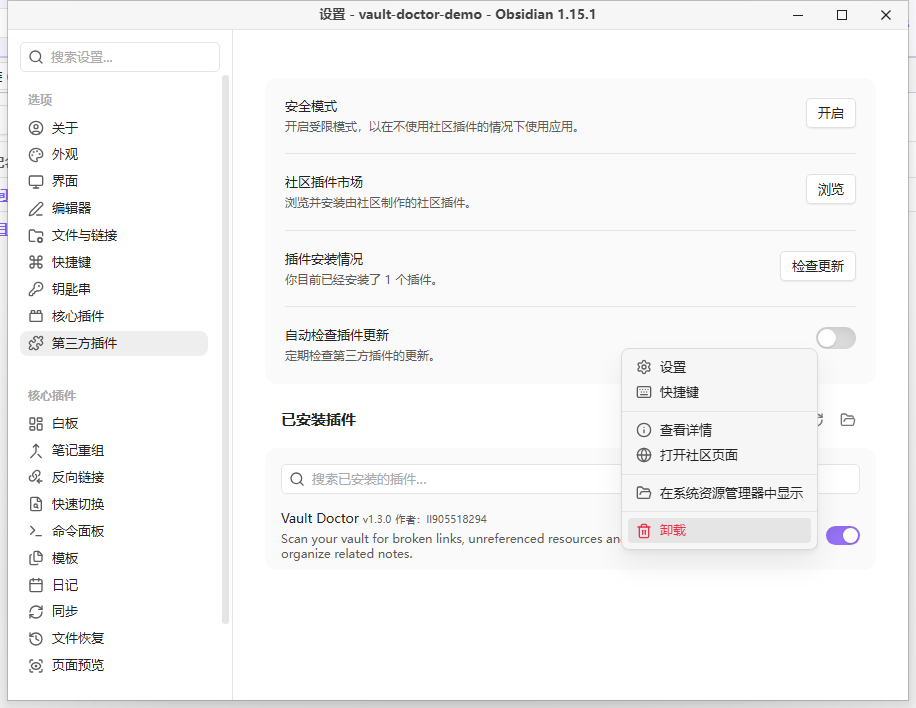 设置 - vault-doctor-demo - Obsidian 1.15.1
搜索设置...
选项
关于
外观
界面
编辑器
文件与链接
快捷键
钥匙串
核心插件
第三方插件
核心插件
白板
笔记重组
反向链接
快速切换
命令面板
模板
日记
同步
文件恢复
页面预览
安全模式
开启受限模式，以在不使用社区插件的情况下使用应用。
开启
社区插件市场
浏览并安装由社区制作的社区插件。
浏览
插件安装情况
你目前已经安装了 1 个插件。
检查更新
自动检查插件更新
定期检查第三方插件的更新。
已安装插件
搜索已安装的插件...
Vault Doctor v1.3.0 作者：ll905518294
Scan your vault for broken links, unreferenced resources
organize related notes.
设置
快捷键
查看详情
打开社区页面
在系统资源管理器中显示
卸载